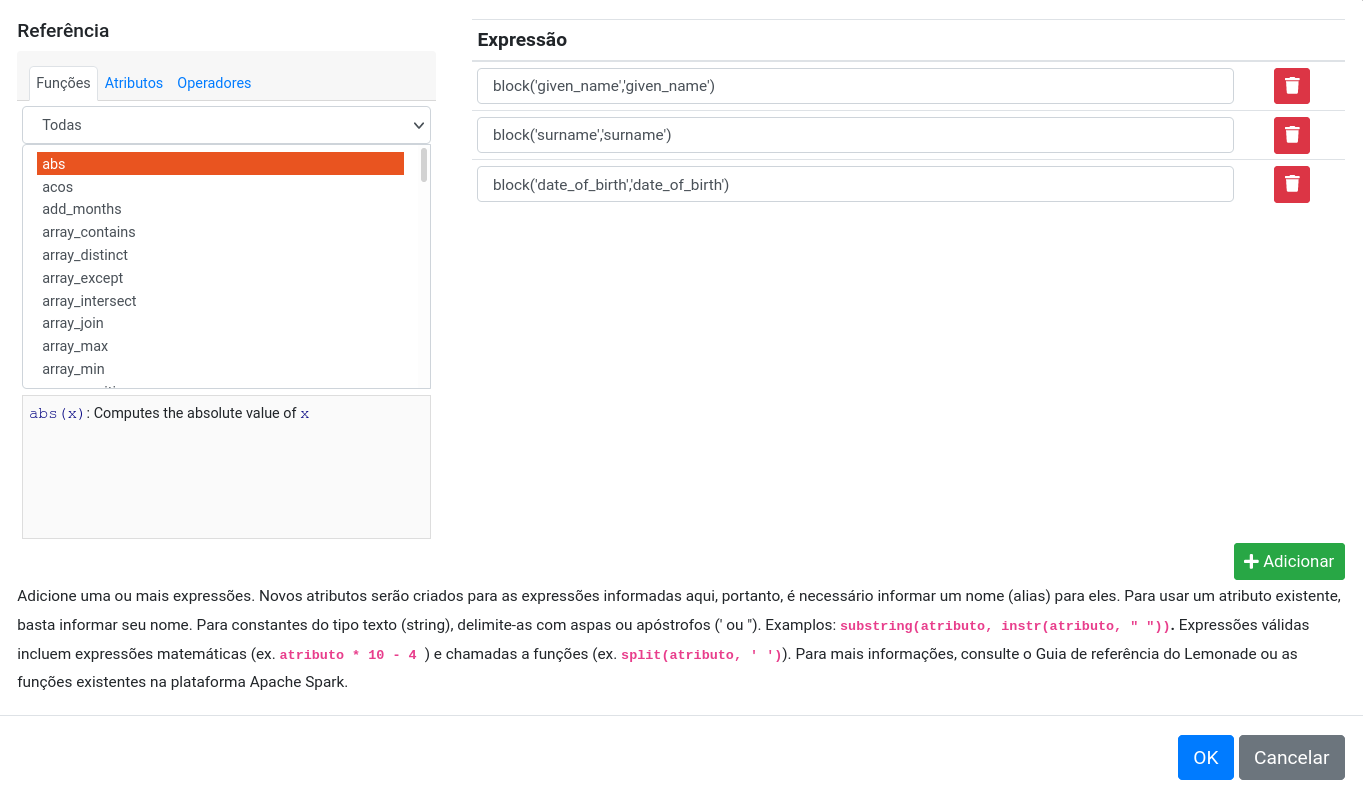 Referência
Funções Atributos Operadores
Todas
abs
acos
add_months
array_contains
array_distinct
array_except
array_intersect
array_join
array_max
array_min
abs(x): Computes the absolute value of x
Expressão
block('given_name','given_name')
block('surname','surname')
block('date_of_birth','date_of_birth')
Adicionar
Adicione uma ou mais expressões. Novos atributos serão criados para as expressões informadas aqui, portanto, é necessário informar um nome (alias) para eles. Para usar um atributo existente,
basta informar seu nome. Para constantes do tipo texto (string), delimite-as com aspas ou apóstrofos (' ou "). Examplos: substring(atributo, instr(atributo, " ")). Expressões válidas
incluem expressões matemáticas (ex. atributo * 10 - 4 ) e chamadas a funções (ex. split(atributo, ' ')). Para mais informações, consulte o Guia de referência do Lemonade ou as
funções existentes na plataforma Apache Spark.
OK Cancelar